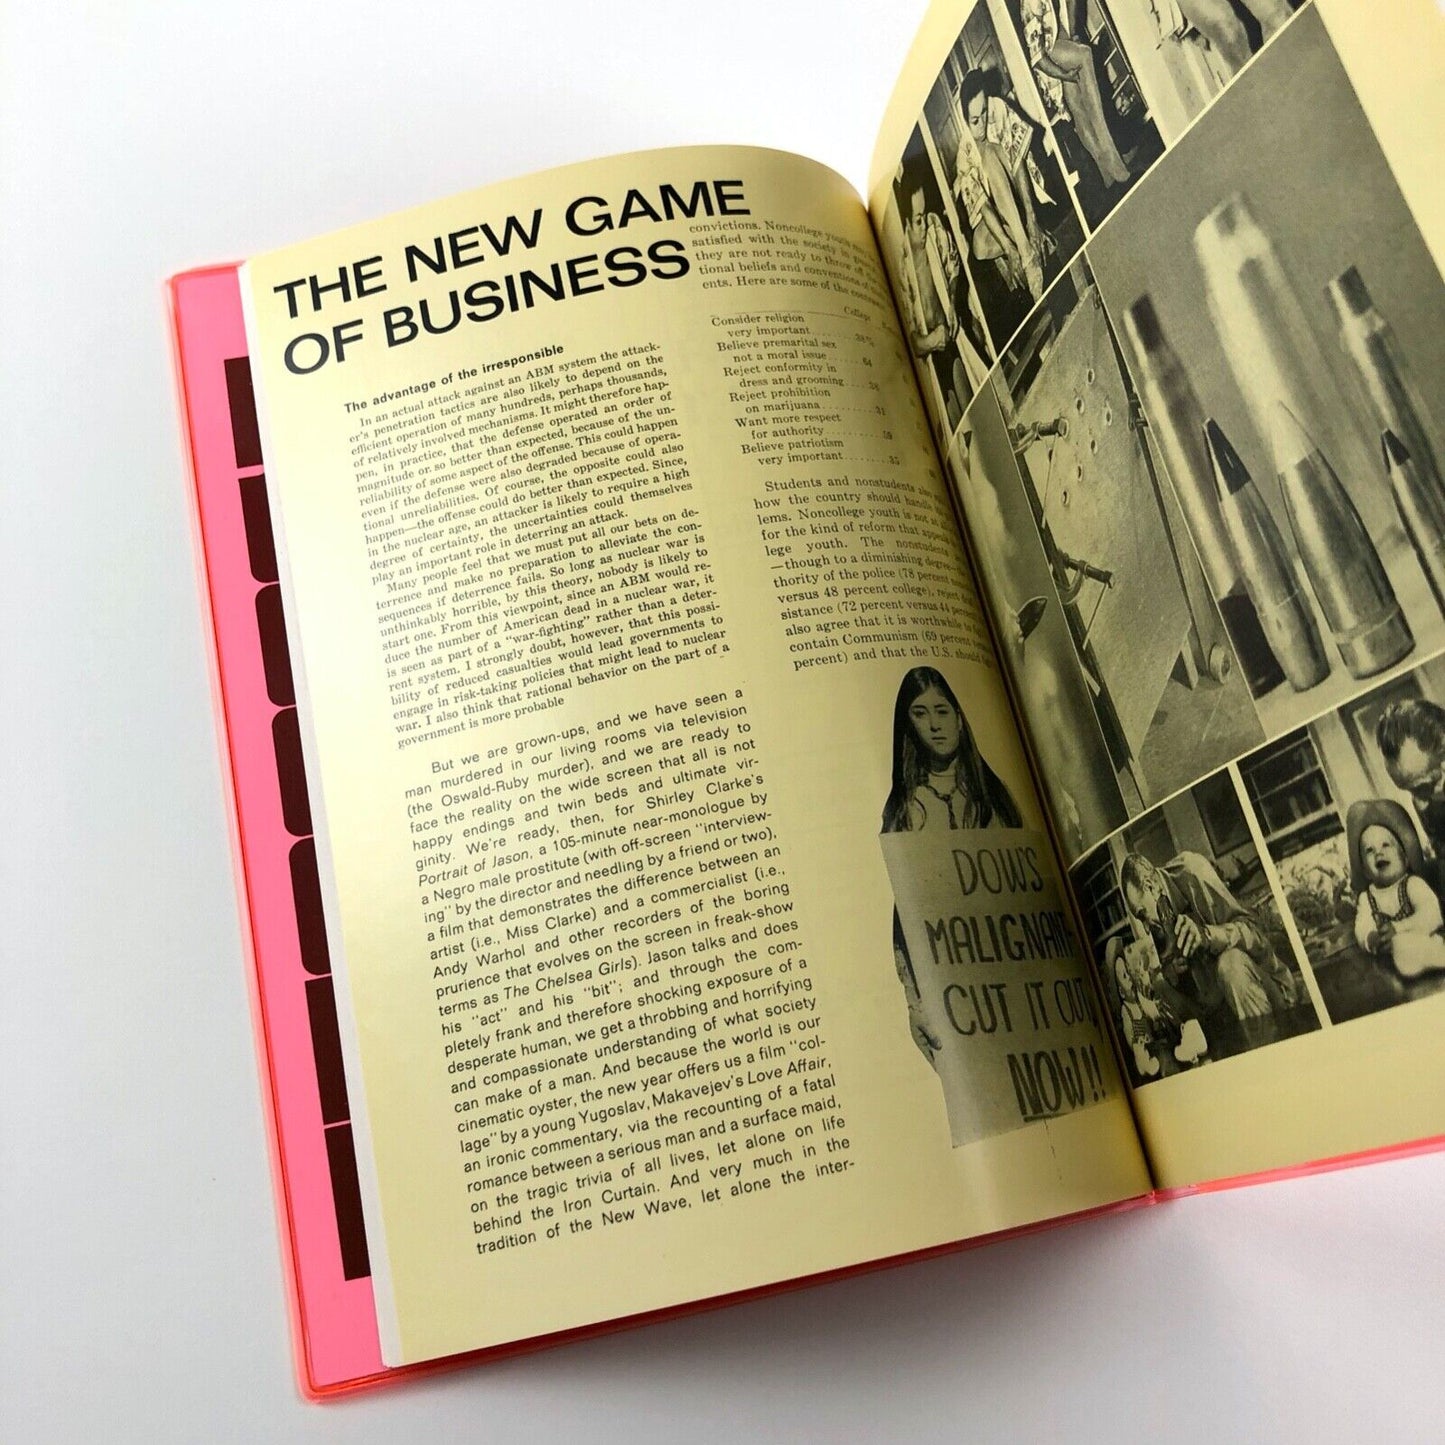 THE NEW GAME
OF BUSINESS
The advantage of the irresponsible
In an actual attack against an ABM system the attack-
er's penetration tactics are also likely to depend on the
efficient operation of many hundreds, perhaps thousands,
of relatively involved mechanisms. It might therefore hap-
pen, in practice, that the defense operated an order of
magnitude or so better than expected, because of the un-
reliability of some aspect of the offense. This could happen
even if the defense were also degraded because of opera-
tional unreliabilities. Of course, the opposite could also
happen—the offense could do better than expected. Since,
in the nuclear age, an attacker is likely to require a high
degree of certainty, the uncertainties could themselves
play an important role in deterring an attack.
Many people feel that we must put all our bets on de-
terrence and make no preparation to alleviate the con-
sequences if deterrence fails. So long as nuclear war is
unthinkably horrible, by this theory, nobody is likely to
start one. From this viewpoint, since an ABM would re-
duce the number of American dead in a nuclear war, it
is seen as part of a "war-fighting" rather than a deter-
rent system. I strongly doubt, however, that this possi-
bility of reduced casualties would lead governments to
engage in risk-taking policies that might lead to nuclear
war. I also think that rational behavior on the part of a
government is more probable
But we are grown-ups, and we have seen a
man murdered in our living rooms via television
(the Oswald-Ruby murder), and we are ready to
face the reality on the wide screen that all is not
happy endings and twin beds and ultimate vir-
ginity. We're ready, then, for Shirley Clarke's
Portrait of Jason, a 105-minute near-monologue by
a Negro male prostitute (with off-screen "interview-
ing" by the director and needling by a friend or two),
a film that demonstrates the difference between an
artist (i.e., Miss Clarke) and a commercialist (i.e.,
Andy Warhol and other recorders of the boring
prurience that evolves on the screen in freak-show
terms as The Chelsea Girls). Jason talks and does
his "act" and his "bit"; and through the com-
pletely frank and therefore shocking exposure of a
desperate human, we get a throbbing and horrifying
and compassionate understanding of what society
can make of a man. And because the world is our
cinematic oyster, the new year offers us a film "col-
lage" by a young Yugoslav, Makavejev's Love Affair,
an ironic commentary, via the recounting of a fatal
romance between a serious man and a surface maid,
on the tragic trivia of all lives, let alone on life
behind the Iron Curtain. And very much in the
tradition of the New Wave, let alone the inter-
convictions. Noncollege youth
satisfied with the society in
they are not ready to throw off
tional beliefs and conventions of
ents. Here are some of the
College
Consider religion
very important . . . . . . 38%
Believe premarital sex
not a moral issue . . . . . . 64
Reject conformity in
dress and grooming . . . . 38
Reject prohibition
on marijuana . . . . . . . . . 31
Want more respect
for authority . . . . . . . . . 59
Believe patriotism
very important . . . . . . . . 35
Students and nonstudents also
how the country should handle
lems. Noncollege youth is not
for the kind of reform that appeals
lege youth. The nonstudents
—though to a diminishing degree—
thority of the police (78 percent
versus 48 percent college), reject
sistance (72 percent versus 44 percent
also agree that it is worthwhile
contain Communism (69 percent
percent) and that the U.S. should
DOW'S
MALIGNANT
CUT IT OUT
NOW!!